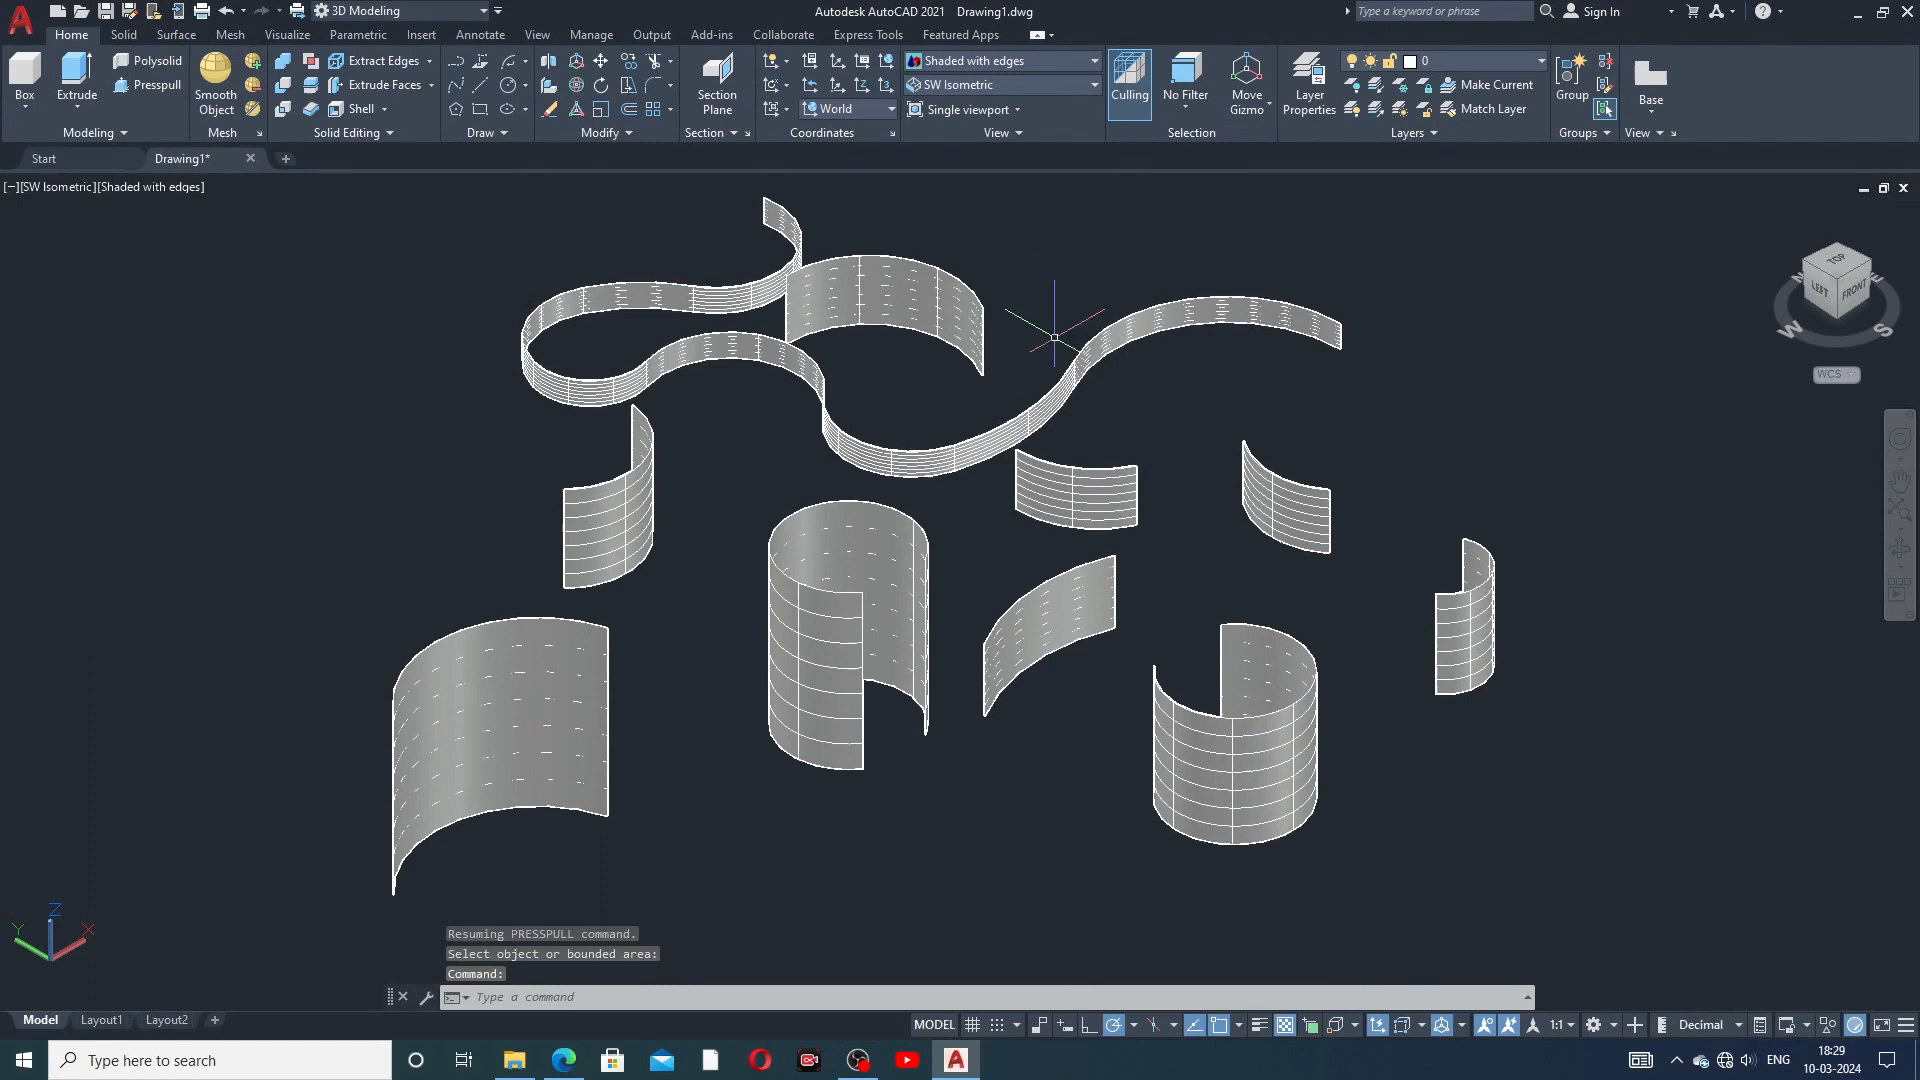 3D Modeling
Autodesk AutoCAD 2021 Drawing1.dwg
Type a keyword or phrase
Sign In
Home Solid Surface Mesh Visualize Parametric Insert Annotate View Manage Output Add-ins Collaborate Express Tools Featured Apps
Box
Extrude
Polysolid
Presspull
Modeling
Smooth
Object
Mesh
Extract Edges
Extrude Faces
Shell
Solid Editing
Draw
Modify
Section
Plane
Section
World
Coordinates
Shaded with edges
SW Isometric
Single viewport
View
Culling
No Filter
Move
Gizmo
Selection
Layer
Properties
0
Make Current
Match Layer
Layers
Group
Groups
Base
View
Start
Drawing1*
[−][SW Isometric][Shaded with edges]
TOP
LEFT
FRONT
N
E
W
S
WCS
Z
Y
X
Resuming PRESSPULL command.
Select object or bounded area:
Command:
Type a command
Model Layout1 Layout2
MODEL
1:1
Decimal
Type here to search
ENG
18:29
10-03-2024